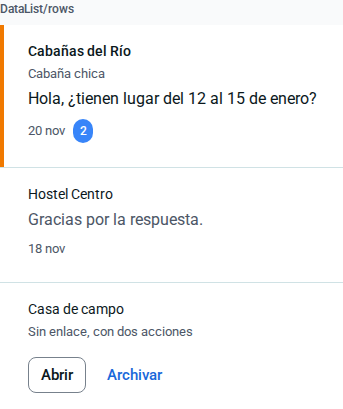 DataList/rows
Cabañas del Río
Cabaña chica
Hola, ¿tienen lugar del 12 al 15 de enero?
20 nov 2
Hostel Centro
Gracias por la respuesta.
18 nov
Casa de campo
Sin enlace, con dos acciones
Abrir Archivar